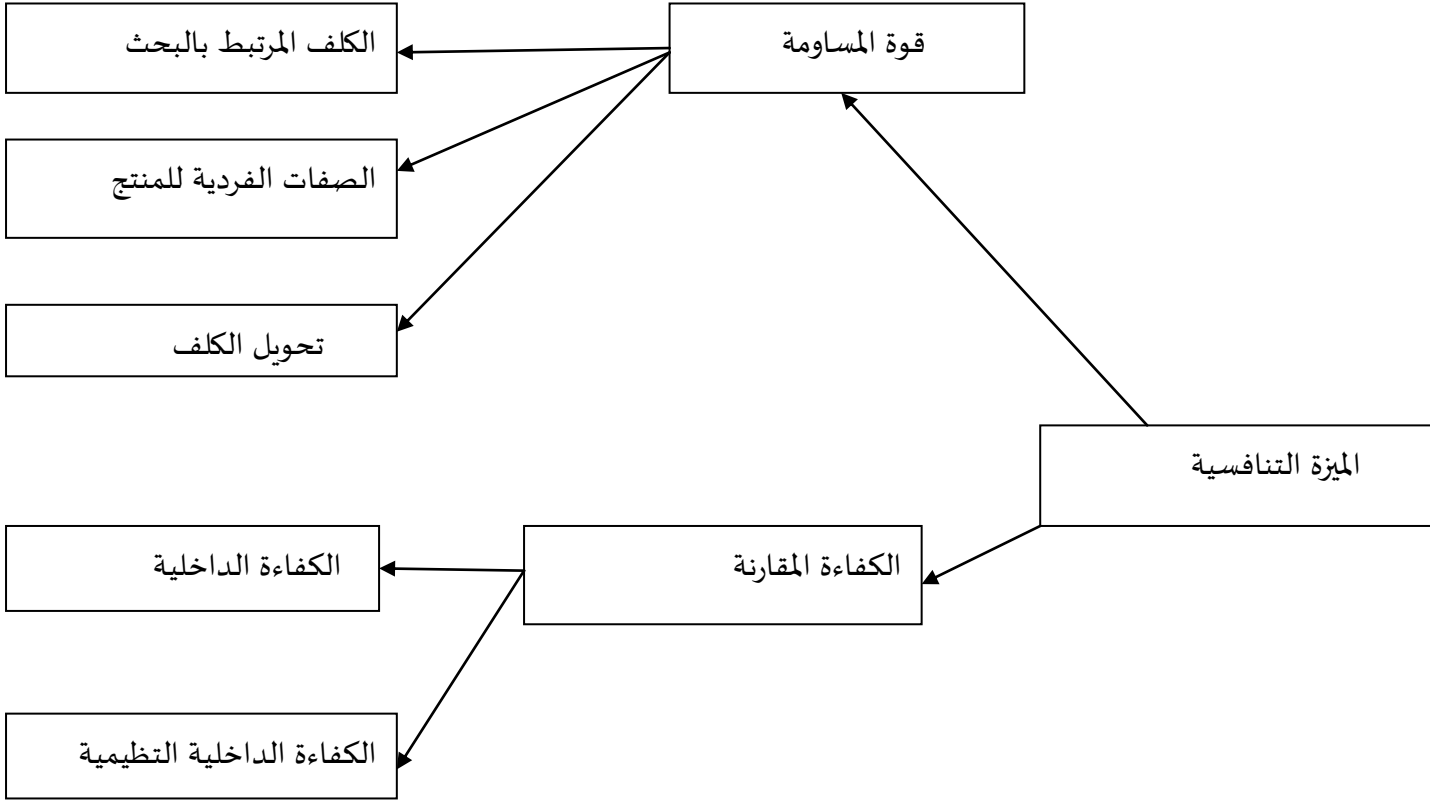 قوة المساومة
الكلف المرتبط بالبحث
الصفات الفردية للمنتج
تحويل الكلف
الميزة التنافسية
الكفاءة المقارنة
الكفاءة الداخلية
الكفاءة الداخلية التظيمية